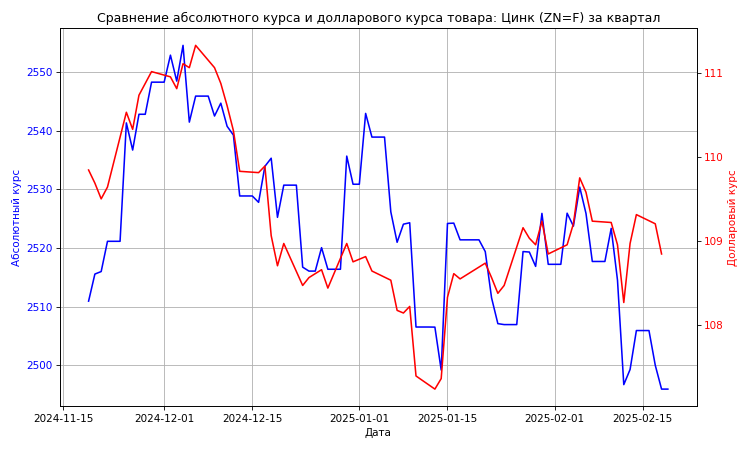 Сравнение абсолютного курса и долларового курса товара: Цинк (ZN=F) за квартал
2550
2540
2530
2520
2510
2500
Абсолютный курс
111
110
109
108
Долларовый курс
2024-11-15 2024-12-01 2024-12-15 2025-01-01 2025-01-15 2025-02-01 2025-02-15
Дата